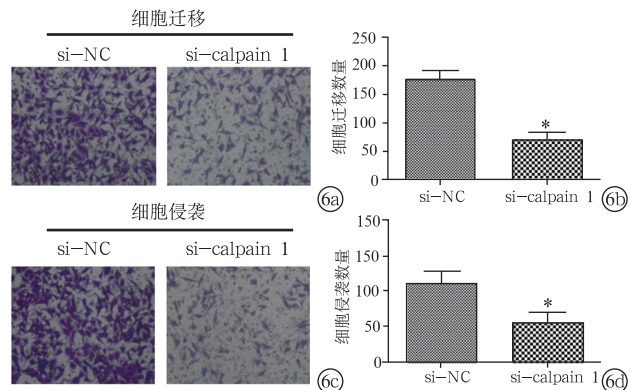 细胞迁移
si-NC si-calpain 1
6a
细胞迁移数量
250
200
150
100
50
0
*
si-NC si-calpain 1
6b
细胞侵袭
si-NC si-calpain 1
6c
细胞侵袭数量
150
100
50
0
*
si-NC si-calpain 1
6d